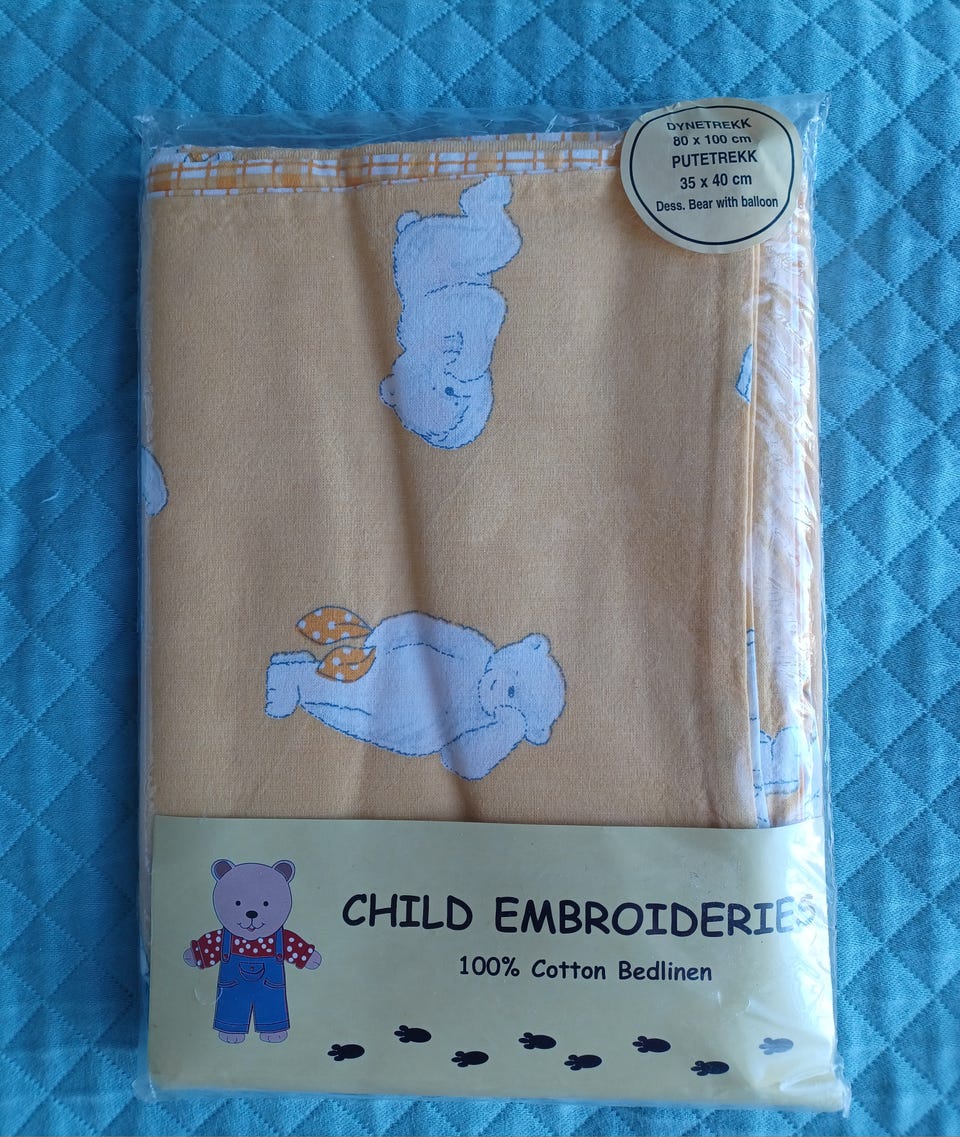 DYNETREKK
80 x 100 cm
PUTETREKK
35 x 40 cm
Dess. Bear with balloon
CHILD EMBROIDERIES
100% Cotton Bedlinen